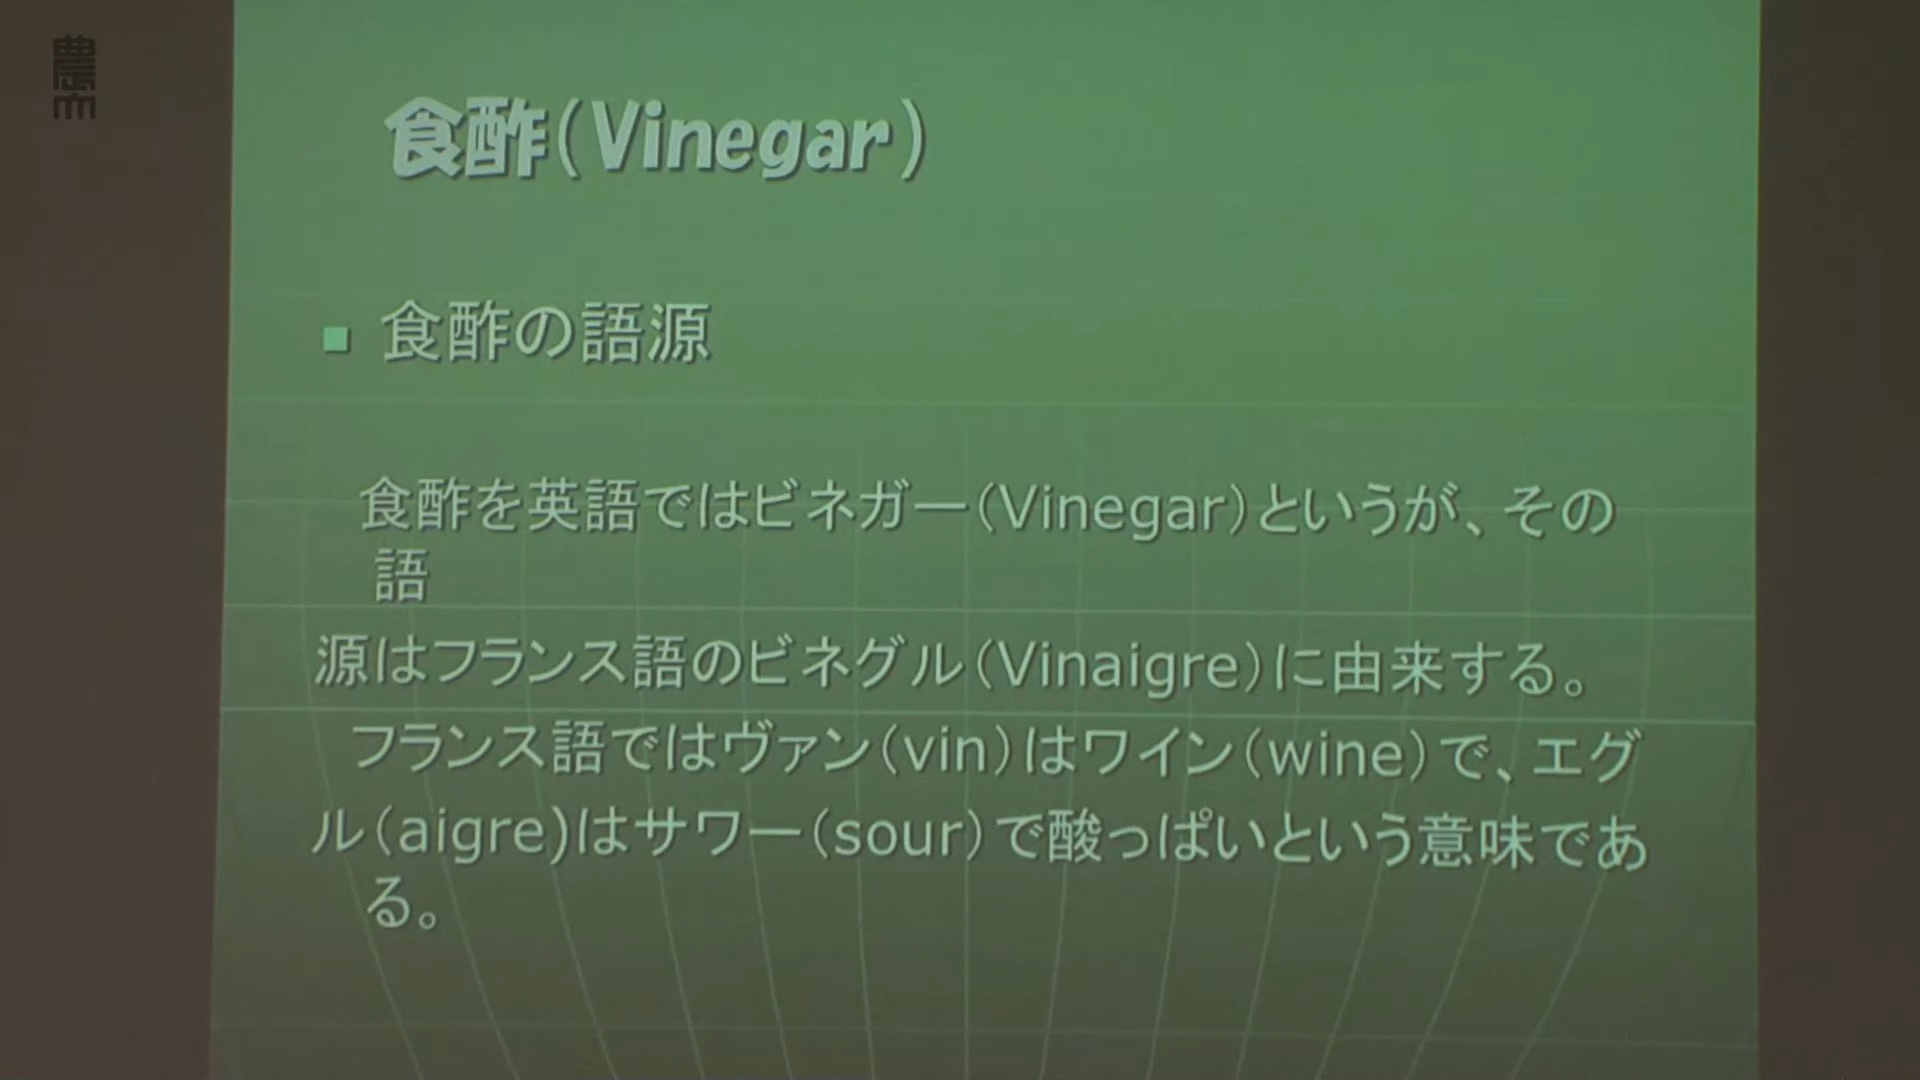 農大
食酢(Vinegar)
食酢の語源
食酢を英語ではビネガー(Vinegar)というが、その
語
源はフランス語のビネグル(Vinaigre)に由来する。
フランス語ではヴァン(vin)はワイン(wine)で、エグ
ル(aigre)はサワー(sour)で酸っぱいという意味であ
る。